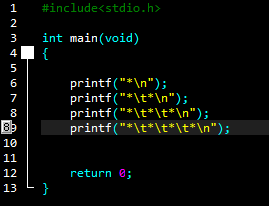 1 #include<stdio.h>
2
3 int main(void)
4 {
5
6 printf("*\n");
7 printf("*\t*\n");
8 printf("*\t*\t*\n");
89 printf("*\t*\t*\t*\n");
10
11
12 return 0;
13 }